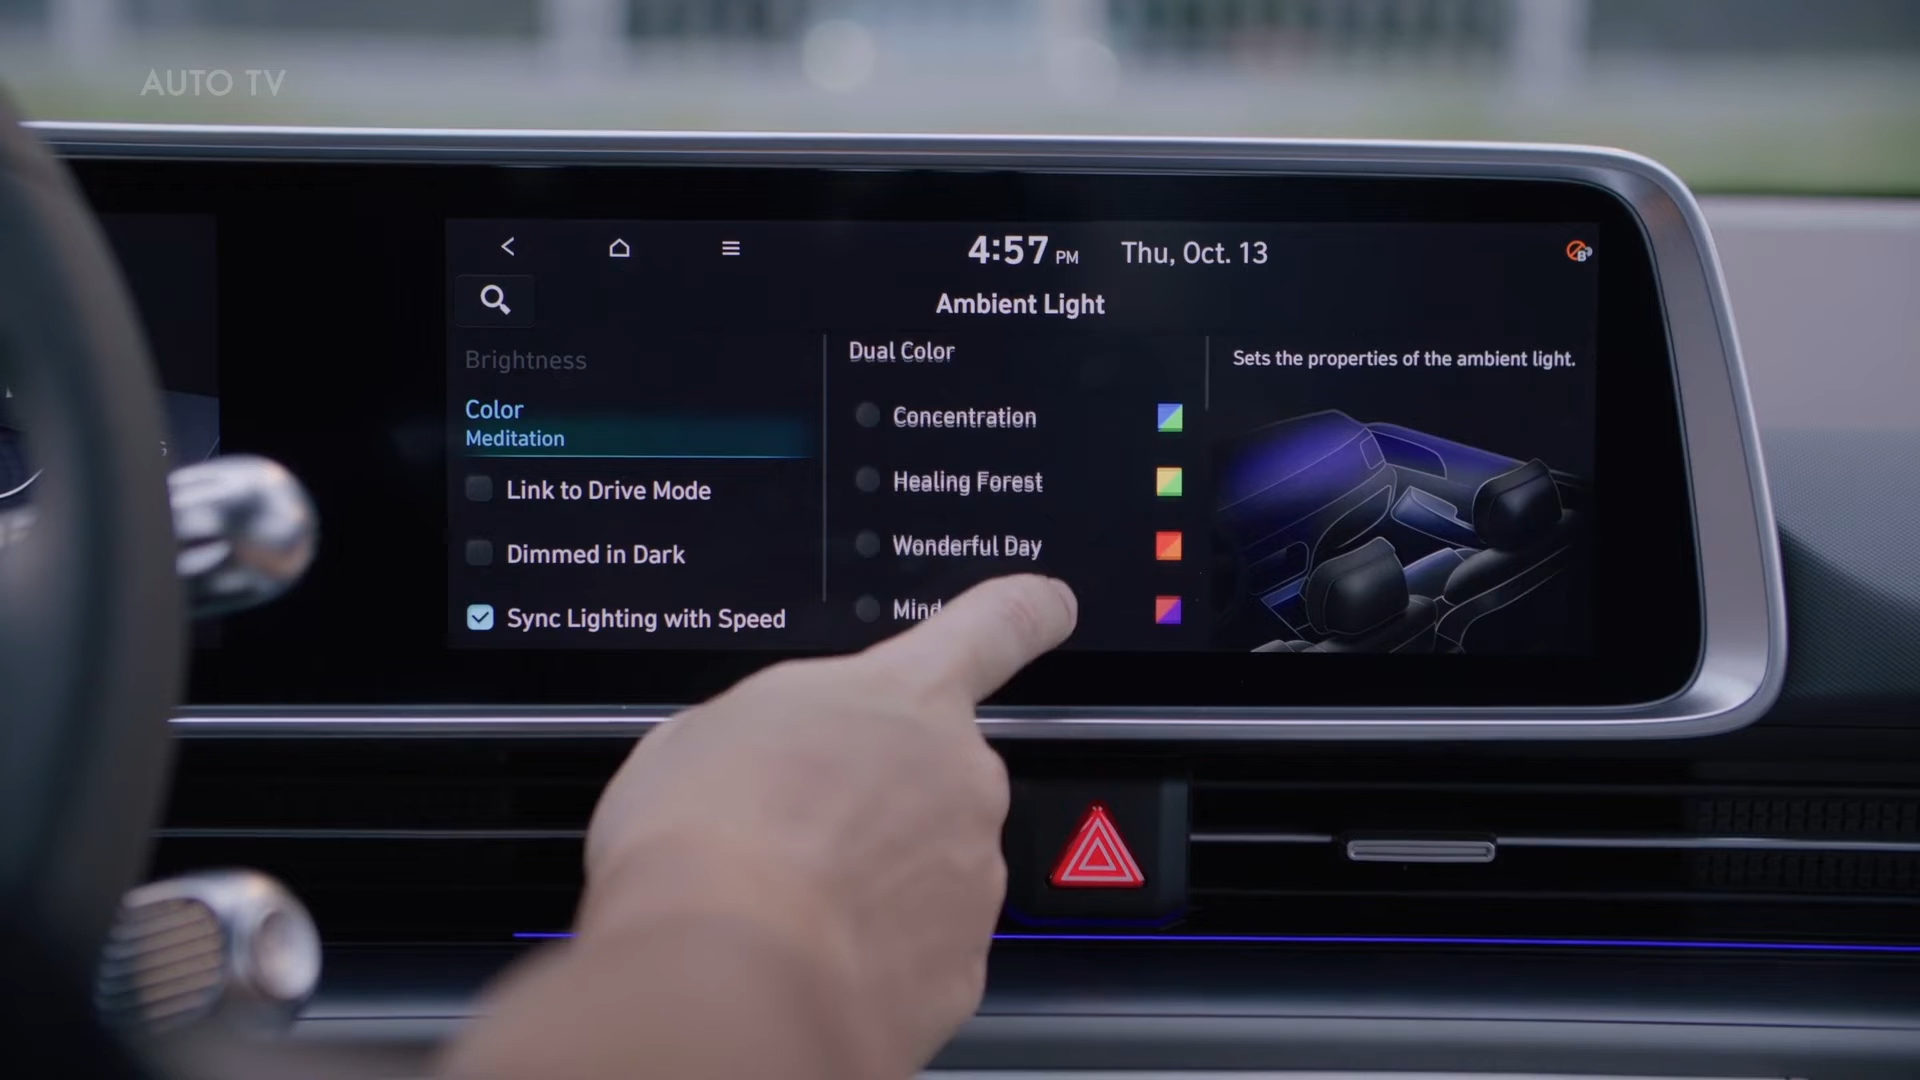 AUTO TV
4:57 PM Thu, Oct. 13
Ambient Light
Brightness
Color
Meditation
Link to Drive Mode
Dimmed in Dark
Sync Lighting with Speed
Dual Color
Concentration
Healing Forest
Wonderful Day
Mind
Sets the properties of the ambient light.